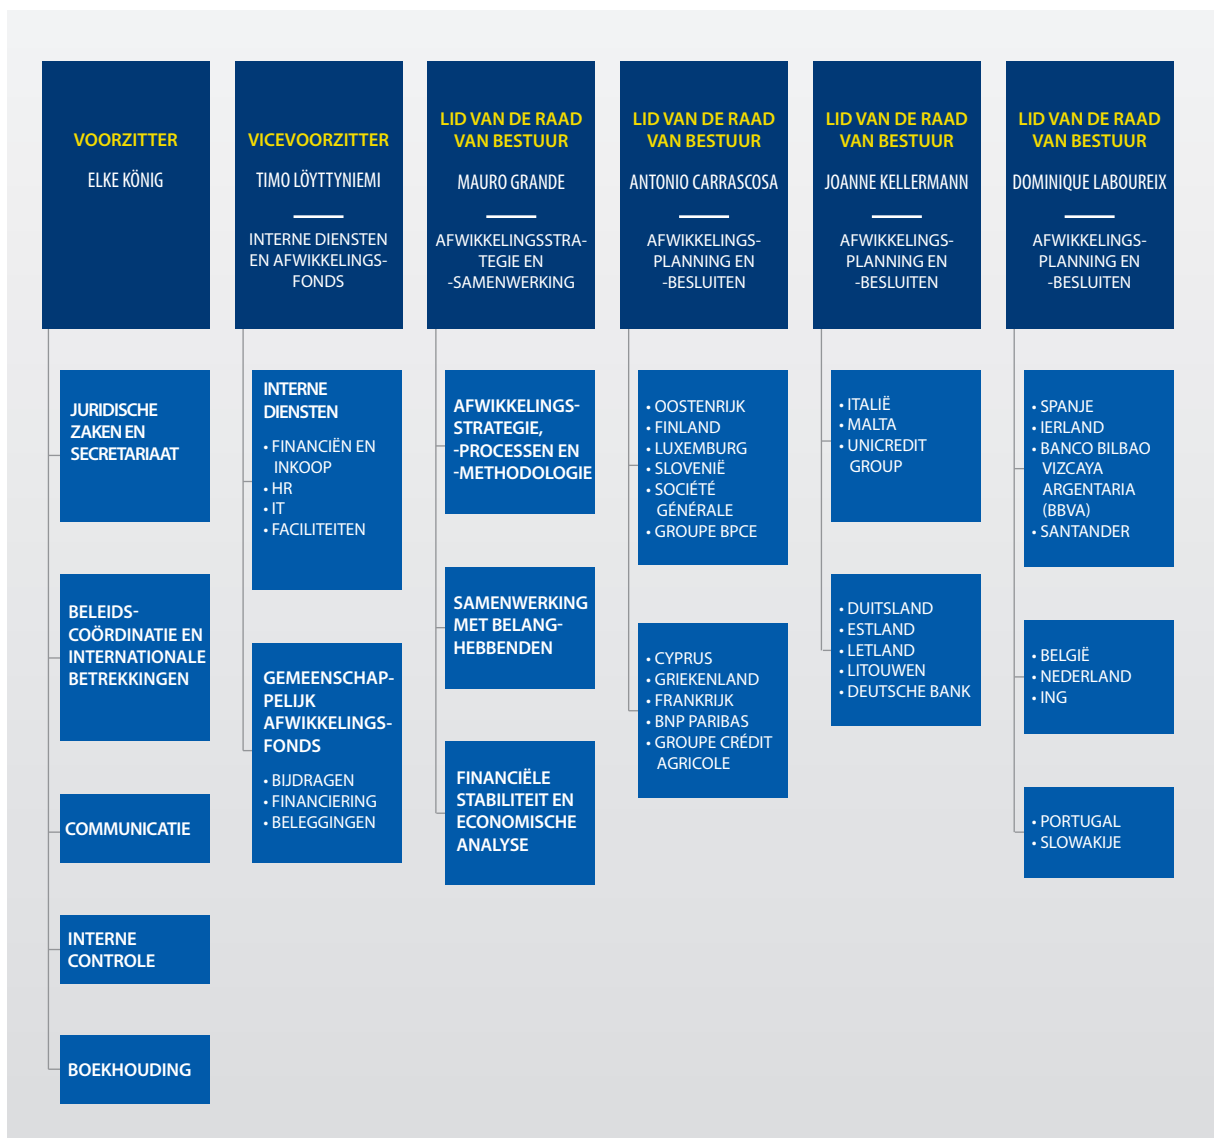 VOORZITTER
ELKE KÖNIG
JURIDISCHE
ZAKEN EN
SECRETARIAAT
BELEIDS-
COÖRDINATIE EN
INTERNATIONALE
BETREKKINGEN
COMMUNICATIE
INTERNE
CONTROLE
BOEKHOUDING
VICEVOORZITTER
TIMO LÖYTTYNIEMI
INTERNE DIENSTEN
EN AFWIKKELINGS-
FONDS
INTERNE
DIENSTEN
• FINANCIËN EN
INKOOP
• HR
• IT
• FACILITEITEN
GEMEENSCHAP-
PELIJK
AFWIKKELINGS-
FONDS
• BIJDRAGEN
• FINANCIERING
• BELEGGINGEN
LID VAN DE RAAD
VAN BESTUUR
MAURO GRANDE
AFWIKKELINGSSTRA-
TEGIE EN
-SAMENWERKING
AFWIKKELINGS-
STRATEGIE,
-PROCESSEN EN
-METHODOLOGIE
SAMENWERKING
MET BELANG-
HEBBENDEN
FINANCIËLE
STABILITEIT EN
ECONOMISCHE
ANALYSE
LID VAN DE RAAD
VAN BESTUUR
ANTONIO CARRASCOSA
AFWIKKELINGS-
PLANNING EN
-BESLUITEN
• OOSTENRIJK
• FINLAND
• LUXEMBURG
• SLOVENIË
• SOCIÉTÉ
GÉNÉRALE
• GROUPE BPCE
• CYPRUS
• GRIEKENLAND
• FRANKRIJK
• BNP PARIBAS
• GROUPE CRÉDIT
AGRICOLE
LID VAN DE RAAD
VAN BESTUUR
JOANNE KELLERMANN
AFWIKKELINGS-
PLANNING EN
-BESLUITEN
• ITALIË
• MALTA
• UNICREDIT
GROUP
• DUITSLAND
• ESTLAND
• LETLAND
• LITOUWEN
• DEUTSCHE BANK
LID VAN DE RAAD
VAN BESTUUR
DOMINIQUE LABOUREIX
AFWIKKELINGS-
PLANNING EN
-BESLUITEN
• SPANJE
• IERLAND
• BANCO BILBAO
VIZCAYA
ARGENTARIA
(BBVA)
• SANTANDER
• BELGIË
• NEDERLAND
• ING
• PORTUGAL
• SLOWAKIJE